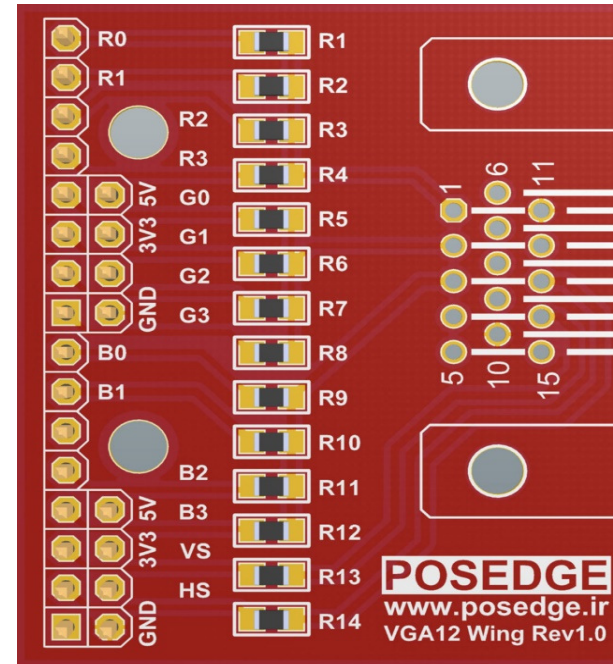 R0
R1
R2
R3
5V
G0
3V3
G1
G2
GND
G3
B0
B1
B2
5V
B3
3V3
VS
HS
GND
R1
R2
R3
R4
R5
R6
R7
R8
R9
R10
R11
R12
R13
R14
1
6
11
5
10
15
POSEDGE
www.posedge.ir
VGA12 Wing Rev1.0